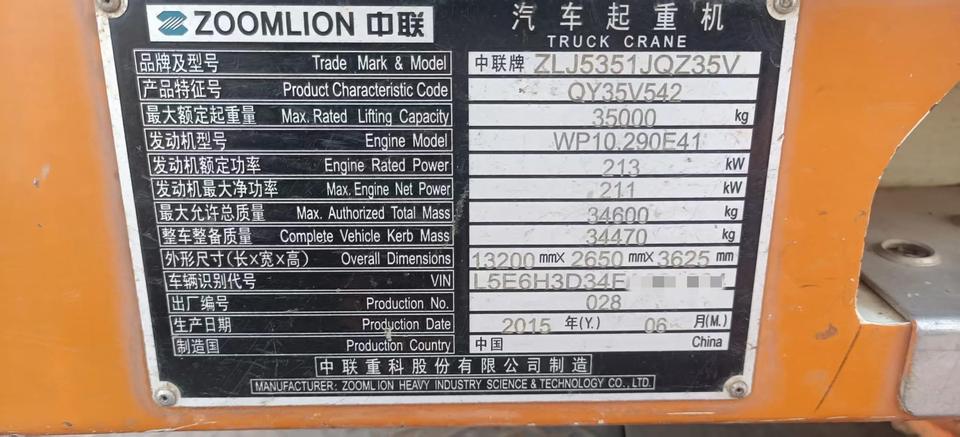 ZOOMLION 中联 汽车起重机
TRUCK CRANE
品牌及型号 Trade Mark & Model 中联牌 ZLJ5351JQZ35V
产品特征号 Product Characteristic Code QY35V542
最大额定起重量 Max. Rated Lifting Capacity 35000 kg
发动机型号 Engine Model WP10.290E41
发动机额定功率 Engine Rated Power 213 kW
发动机最大净功率 Max. Engine Net Power 211 kW
最大允许总质量 Max. Authorized Total Mass 34600 kg
整车整备质量 Complete Vehicle Kerb Mass 34470 kg
外形尺寸(长×宽×高) Overall Dimensions 13200 mm× 2650 mm× 3625 mm
车辆识别代号 VIN L5E6H3D34F
出厂编号 Production No. 028
生产日期 Production Date 2015 年(Y.) 06 月(M.)
制造国 Production Country 中国 China
中联重科股份有限公司制造
MANUFACTURER: ZOOMLION HEAVY INDUSTRY SCIENCE & TECHNOLOGY CO., LTD.